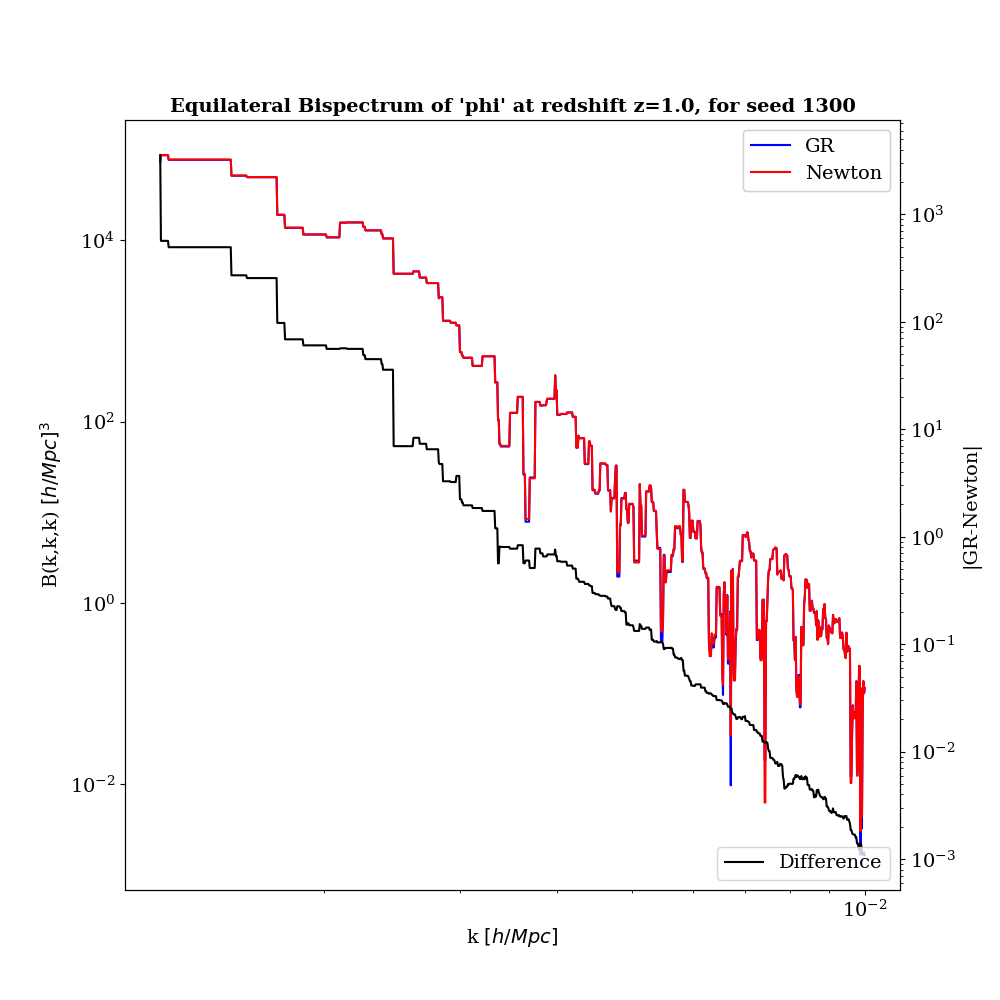 Equilateral Bispectrum of 'phi' at redshift z=1.0, for seed 1300
GR
Newton
10^4
10^2
10^0
10^-2
B(k,k,k) [h/Mpc]^3
10^3
10^2
10^1
10^0
10^-1
10^-2
10^-3
|GR-Newton|
Difference
10^-2
k [h/Mpc]